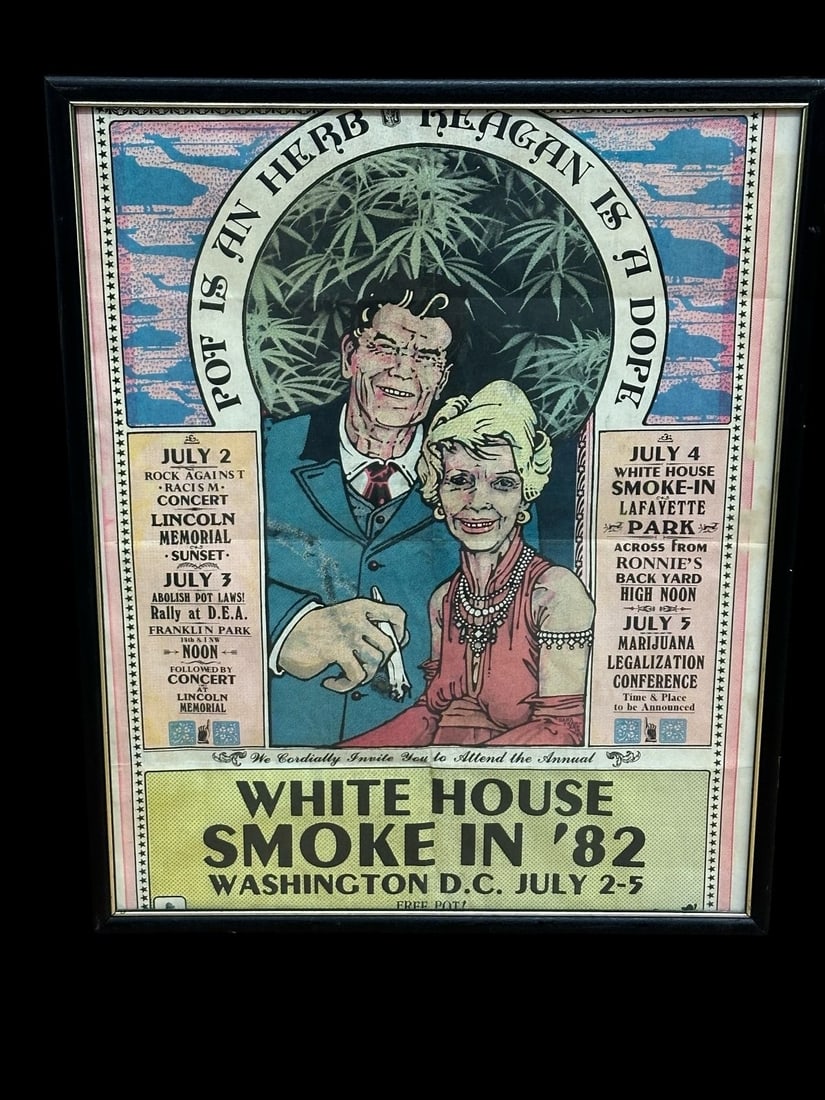 POT IS AN HERB REAGAN IS A DOPE
JULY 2
ROCK AGAINST
·RACISM·
CONCERT
LINCOLN
MEMORIAL
·SUNSET·
JULY 3
ABOLISH POT LAWS!
Rally at D.E.A.
FRANKLIN PARK
14th & I NW
NOON
FOLLOWED BY
CONCERT
AT
LINCOLN
MEMORIAL
JULY 4
WHITE HOUSE
SMOKE-IN
LAFAYETTE
PARK
ACROSS FROM
RONNIE'S
BACK YARD
HIGH NOON
JULY 5
MARIJUANA
LEGALIZATION
CONFERENCE
Time & Place
to be Announced
We Cordially Invite You to Attend the Annual
WHITE HOUSE
SMOKE IN '82
WASHINGTON D.C. JULY 2-5
FREE POT!